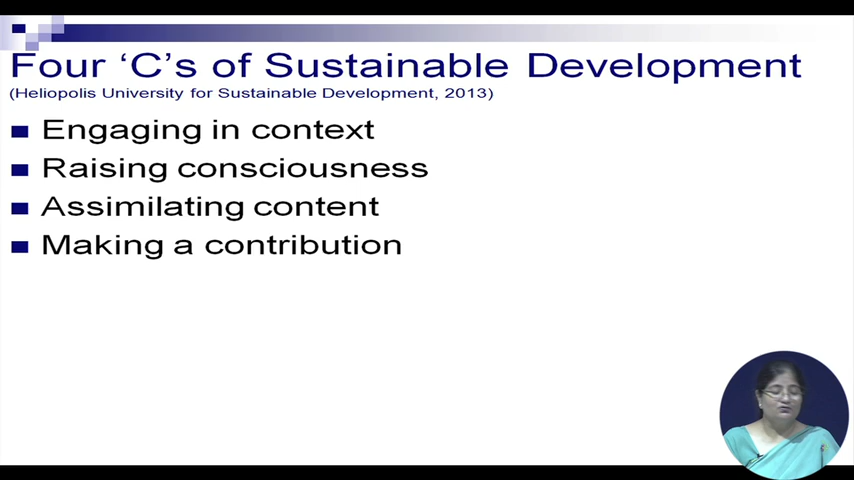 Four ‘C’s of Sustainable Development
(Heliopolis University for Sustainable Development, 2013)
Engaging in context
Raising consciousness
Assimilating content
Making a contribution